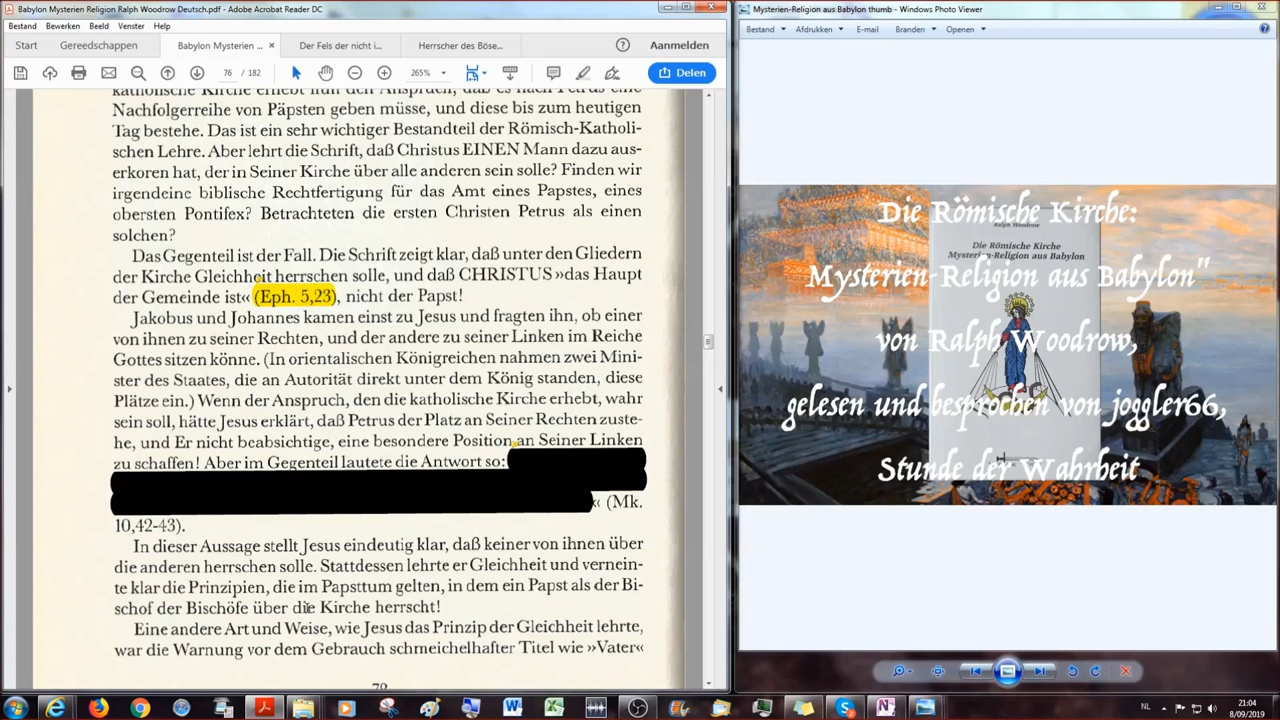 Babylon Mysterien Religion Ralph Woodrow Deutsch.pdf - Adobe Acrobat Reader DC
Bestand Bewerken Beeld Venster Help
Start Gereedschappen Babylon Mysterien ... × Der Fels der nicht i... Herrscher des Böse... Aanmelden
76 / 182 265% Delen
katholische Kirche erhebt nun den Anspruch, daß es nach Petrus eine
Nachfolgerreihe von Päpsten geben müsse, und diese bis zum heutigen
Tag bestehe. Das ist ein sehr wichtiger Bestandteil der Römisch-Katholi-
schen Lehre. Aber lehrt die Schrift, daß Christus EINEN Mann dazu aus-
erkoren hat, der in Seiner Kirche über alle anderen sein solle? Finden wir
irgendeine biblische Rechtfertigung für das Amt eines Papstes, eines
obersten Pontifex? Betrachteten die ersten Christen Petrus als einen
solchen?
Das Gegenteil ist der Fall. Die Schrift zeigt klar, daß unter den Gliedern
der Kirche Gleichheit herrschen solle, und daß CHRISTUS »das Haupt
der Gemeinde ist« (Eph. 5,23), nicht der Papst!
Jakobus und Johannes kamen einst zu Jesus und fragten ihn, ob einer
von ihnen zu seiner Rechten, und der andere zu seiner Linken im Reiche
Gottes sitzen könne. (In orientalischen Königreichen nahmen zwei Mini-
ster des Staates, die an Autorität direkt unter dem König standen, diese
Plätze ein.) Wenn der Anspruch, den die katholische Kirche erhebt, wahr
sein soll, hätte Jesus erklärt, daß Petrus der Platz an Seiner Rechten zuste-
he, und Er nicht beabsichtige, eine besondere Position an Seiner Linken
zu schaffen! Aber im Gegenteil lautete die Antwort so:
« (Mk.
10,42-43).
In dieser Aussage stellt Jesus eindeutig klar, daß keiner von ihnen über
die anderen herrschen solle. Stattdessen lehrte er Gleichheit und vernein-
te klar die Prinzipien, die im Papsttum gelten, in dem ein Papst als der Bi-
schof der Bischöfe über die Kirche herrscht!
Eine andere Art und Weise, wie Jesus das Prinzip der Gleichheit lehrte,
war die Warnung vor dem Gebrauch schmeichelhafter Titel wie »Vater«
Mysterien-Religion aus Babylon thumb - Windows Photo Viewer
Bestand Afdrukken E-mail Branden Openen
Die Römische Kirche:
Ralph Woodrow
Die Römische Kirche
Mysterien-Religion aus Babylon
Mysterien-Religion aus Babylon"
von Ralph Woodrow,
gelesen und besprochen von joggler66,
Stunde der Wahrheit
NL 21:04
8/09/2019